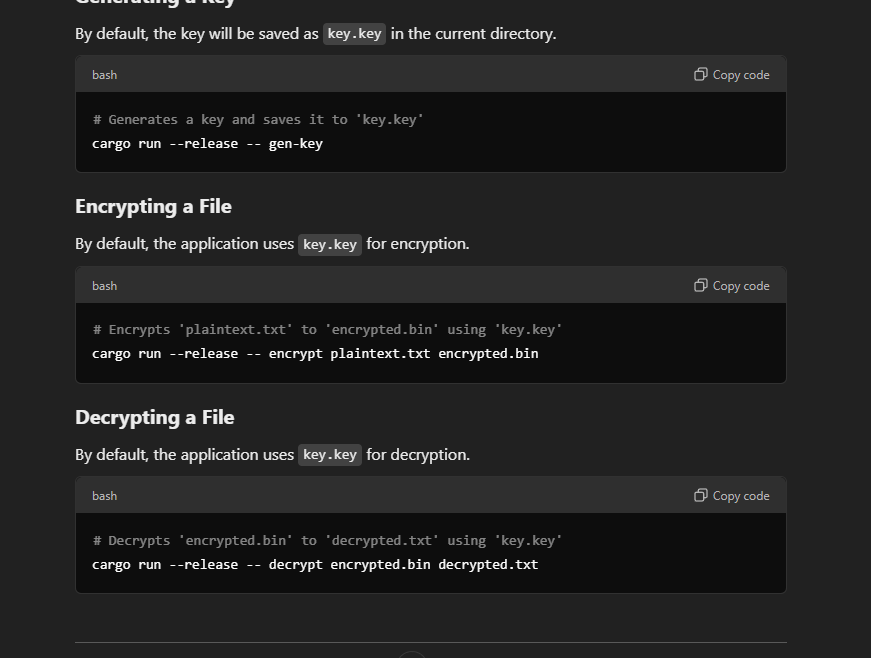 Generating a Key
By default, the key will be saved as key.key in the current directory.
bash
Copy code
# Generates a key and saves it to 'key.key'
cargo run --release -- gen-key
Encrypting a File
By default, the application uses key.key for encryption.
bash
Copy code
# Encrypts 'plaintext.txt' to 'encrypted.bin' using 'key.key'
cargo run --release -- encrypt plaintext.txt encrypted.bin
Decrypting a File
By default, the application uses key.key for decryption.
bash
Copy code
# Decrypts 'encrypted.bin' to 'decrypted.txt' using 'key.key'
cargo run --release -- decrypt encrypted.bin decrypted.txt